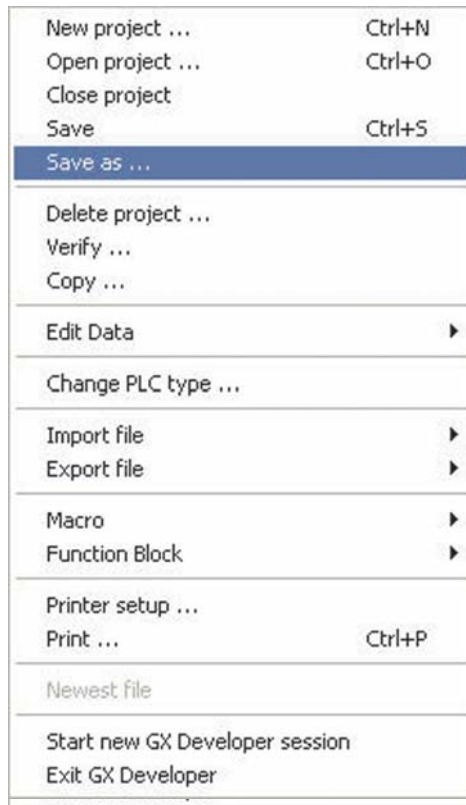 New project ... Ctrl+N
Open project ... Ctrl+O
Close project
Save Ctrl+S
Save as ...
Delete project ...
Verify ...
Copy ...
Edit Data
Change PLC type ...
Import file
Export file
Macro
Function Block
Printer setup ...
Print ... Ctrl+P
Newest file
Start new GX Developer session
Exit GX Developer